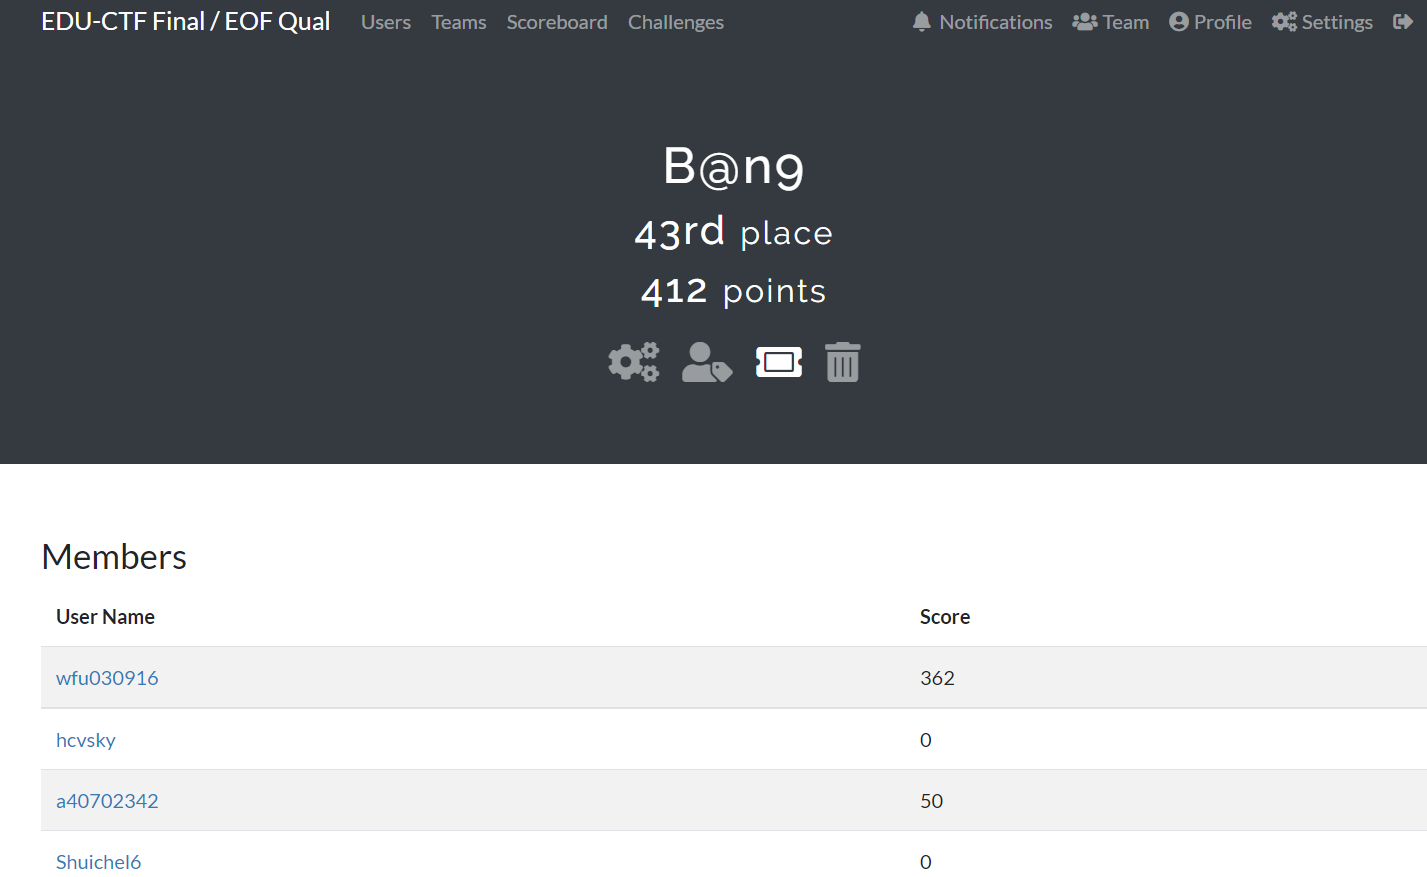 EDU-CTF Final / EOF Qual Users Teams Scoreboard Challenges Notifications Team Profile Settings
B@n9
43rd place
412 points
Members
User Name Score
wfu030916 362
hcvsky 0
a40702342 50
Shuichel6 0